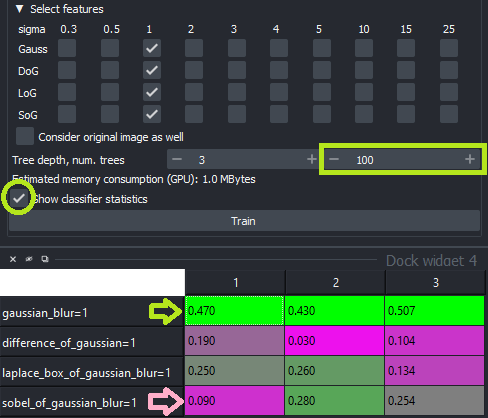 ▼ Select features
sigma 0.3 0.5 1 2 3 4 5 10 15 25
Gauss
DoG
LoG
SoG
Consider original image as well
Tree depth, num. trees − 3 + − 100 +
Estimated memory consumption (GPU): 1.0 MBytes
Show classifier statistics
Train
Dock widget 4
1 2 3
gaussian_blur=1 0.470 0.430 0.507
difference_of_gaussian=1 0.190 0.030 0.104
laplace_box_of_gaussian_blur=1 0.250 0.260 0.134
sobel_of_gaussian_blur=1 0.090 0.280 0.254